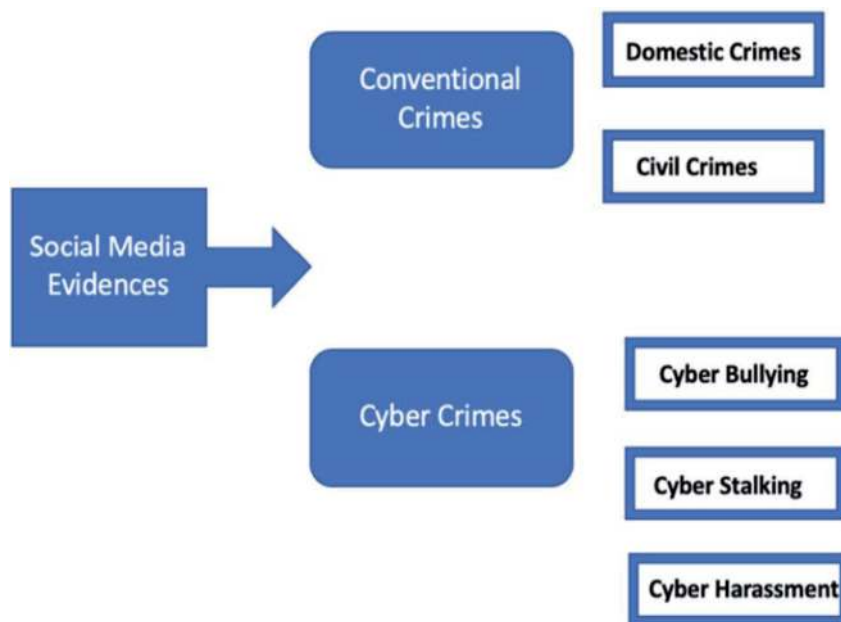 Social Media
Evidences
Conventional
Crimes
Domestic Crimes
Civil Crimes
Cyber Crimes
Cyber Bullying
Cyber Stalking
Cyber Harassment